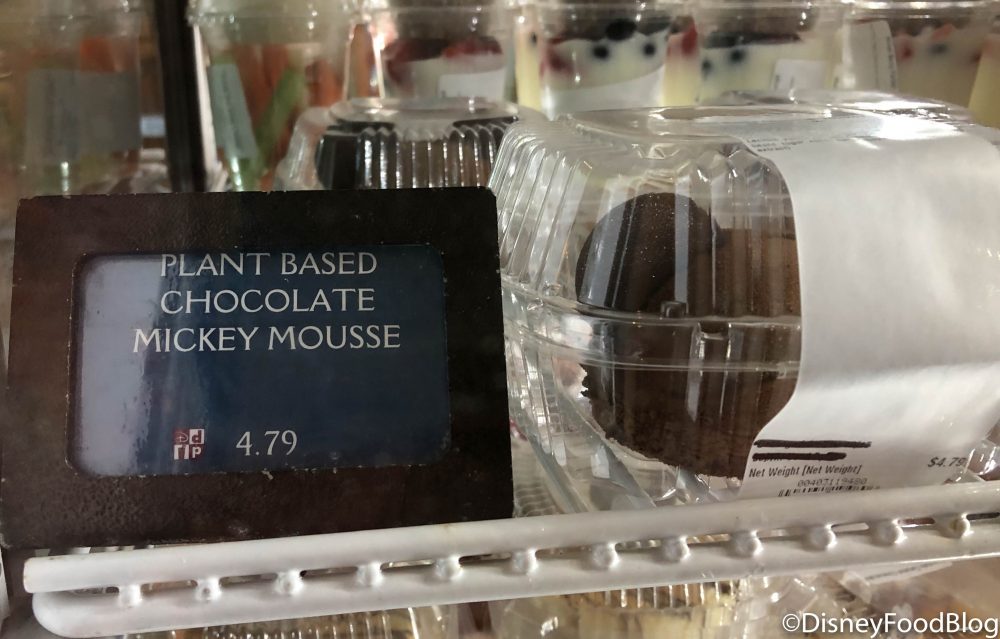 PLANT BASED
CHOCOLATE
MICKEY MOUSSE
4.79
Net Weight [Net Weight]
$4.79
©DisneyFoodBlog